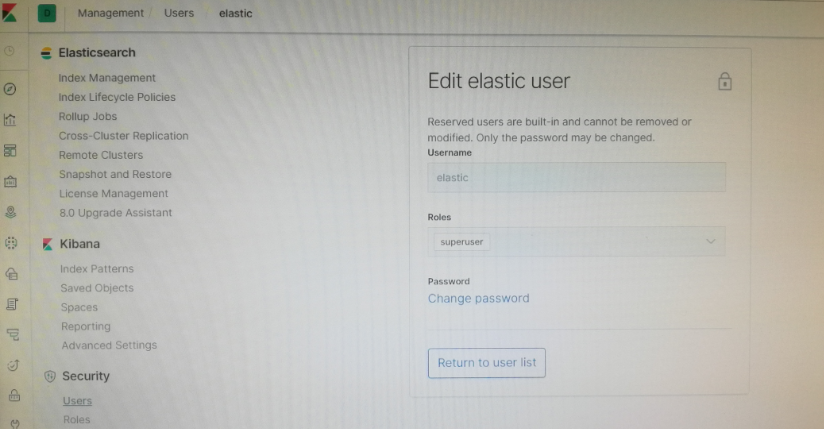 D Management / Users elastic
Elasticsearch
Index Management
Index Lifecycle Policies
Rollup Jobs
Cross-Cluster Replication
Remote Clusters
Snapshot and Restore
License Management
8.0 Upgrade Assistant
Kibana
Index Patterns
Saved Objects
Spaces
Reporting
Advanced Settings
Security
Users
Roles
Edit elastic user
Reserved users are built-in and cannot be removed or
modified. Only the password may be changed.
Username
elastic
Roles
superuser
Password
Change password
Return to user list